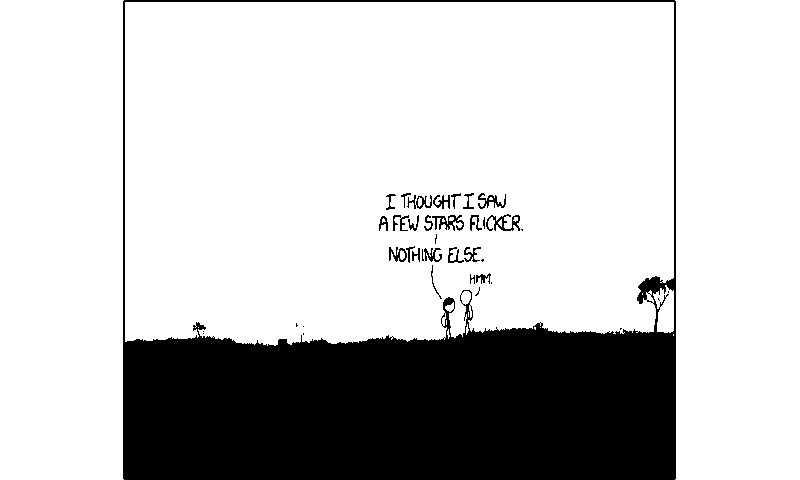 I THOUGHT I SAW
A FEW STARS FLICKER.
NOTHING ELSE.
HMM.